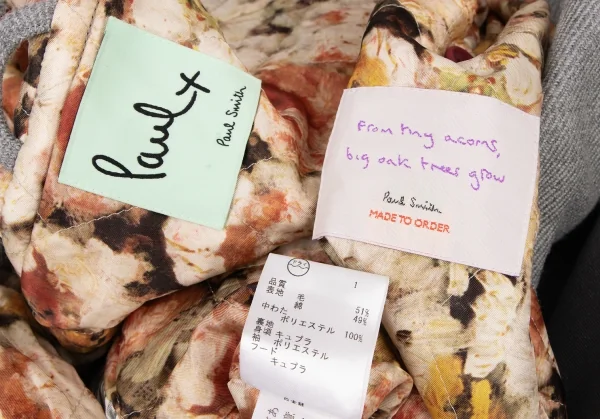 Paul x
Paul Smith
From tiny acorns,
big oak trees grow
Paul Smith
MADE TO ORDER
品質 1
表地 毛 51%
綿 49%
中わた
ポリエステル 100%
裏地
身頃 キュプラ
袖 ポリエステル
フード
キュプラ